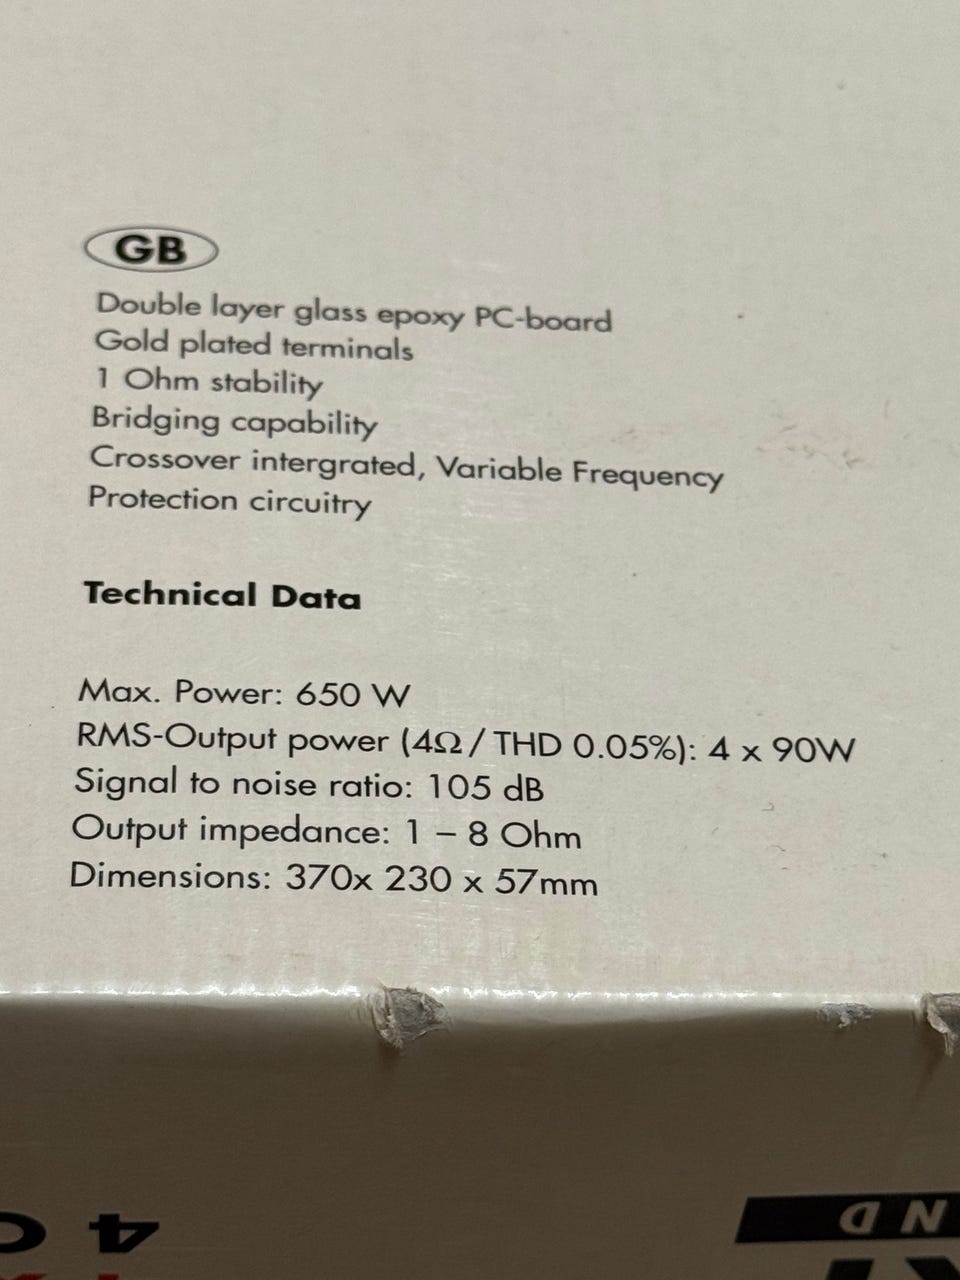 GB
Double layer glass epoxy PC-board
Gold plated terminals
1 Ohm stability
Bridging capability
Crossover intergrated, Variable Frequency
Protection circuitry
Technical Data
Max. Power: 650 W
RMS-Output power (4Ω / THD 0.05%): 4 x 90W
Signal to noise ratio: 105 dB
Output impedance: 1 – 8 Ohm
Dimensions: 370x 230 x 57mm
4